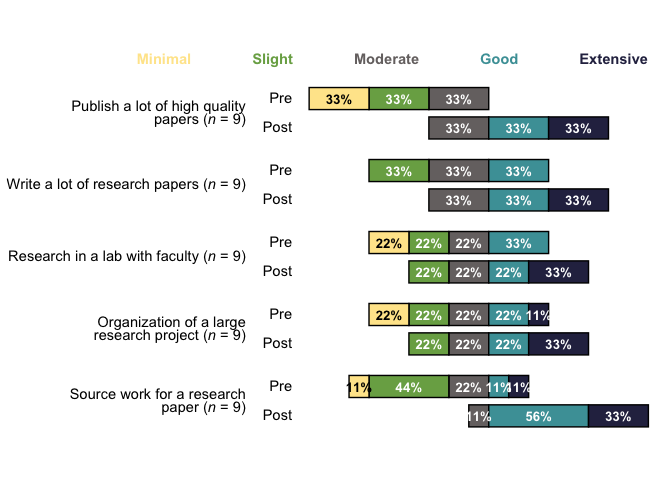 Minimal Slight Moderate Good Extensive
Publish a lot of high quality
papers (n = 9)
Pre 33% 33% 33%
Post 33% 33% 33%
Write a lot of research papers (n = 9)
Pre 33% 33% 33%
Post 33% 33% 33%
Research in a lab with faculty (n = 9)
Pre 22% 22% 22% 33%
Post 22% 22% 22% 33%
Organization of a large
research project (n = 9)
Pre 22% 22% 22% 22% 11%
Post 22% 22% 22% 33%
Source work for a research
paper (n = 9)
Pre 11% 44% 22% 11% 11%
Post 11% 56% 33%